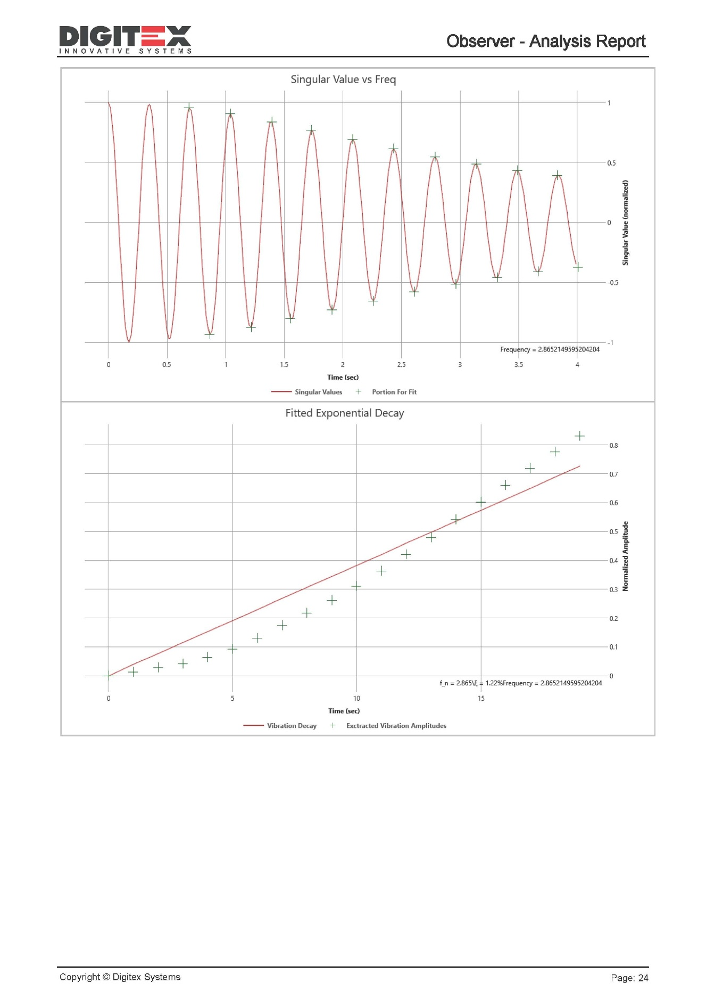 DIGITEX
INNOVATIVE SYSTEMS
Observer - Analysis Report
Singular Value vs Freq
1
0.5
0
-0.5
-1
Singular Value (normalized)
Frequency = 2.8652149595204204
0 0.5 1 1.5 2 2.5 3 3.5 4
Time (sec)
Singular Values Portion For Fit
Fitted Exponential Decay
0.8
0.7
0.6
0.5
0.4
0.3
0.2
0.1
0
Normalized Amplitude
f_n = 2.865\ξ = 1.22%Frequency = 2.8652149595204204
0 5 10 15
Time (sec)
Vibration Decay Exctracted Vibration Amplitudes
Copyright © Digitex Systems
Page: 24